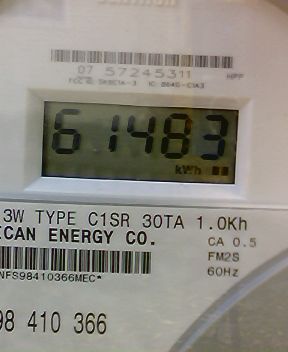 07 57245311
61483
kWh
3W TYPE C1SR 30TA 1.0Kh
ICAN ENERGY CO.
CA 0.5
FM2S
NFS98410366MEC*
60Hz
98 410 366